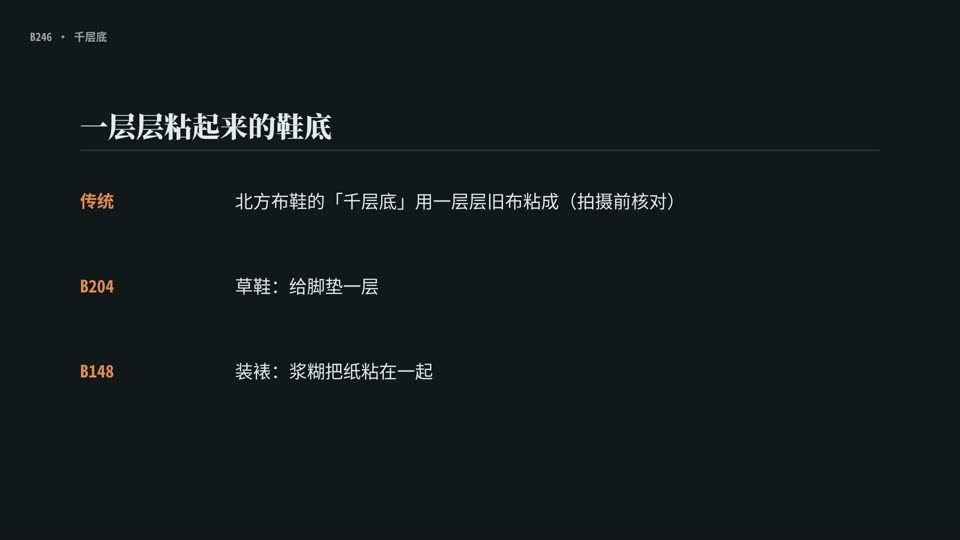 B246 • 千层底
一层层粘起来的鞋底
传统 北方布鞋的「千层底」用一层层旧布粘成（拍摄前核对）
B204 草鞋：给脚垫一层
B148 装裱：浆糊把纸粘在一起